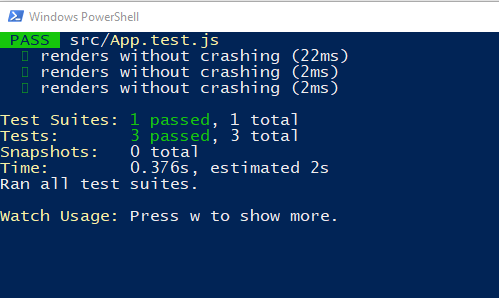 Windows PowerShell
PASS src/App.test.js
▯ renders without crashing (22ms)
▯ renders without crashing (2ms)
▯ renders without crashing (2ms)
Test Suites: 1 passed, 1 total
Tests: 3 passed, 3 total
Snapshots: 0 total
Time: 0.376s, estimated 2s
Ran all test suites.
Watch Usage: Press w to show more.